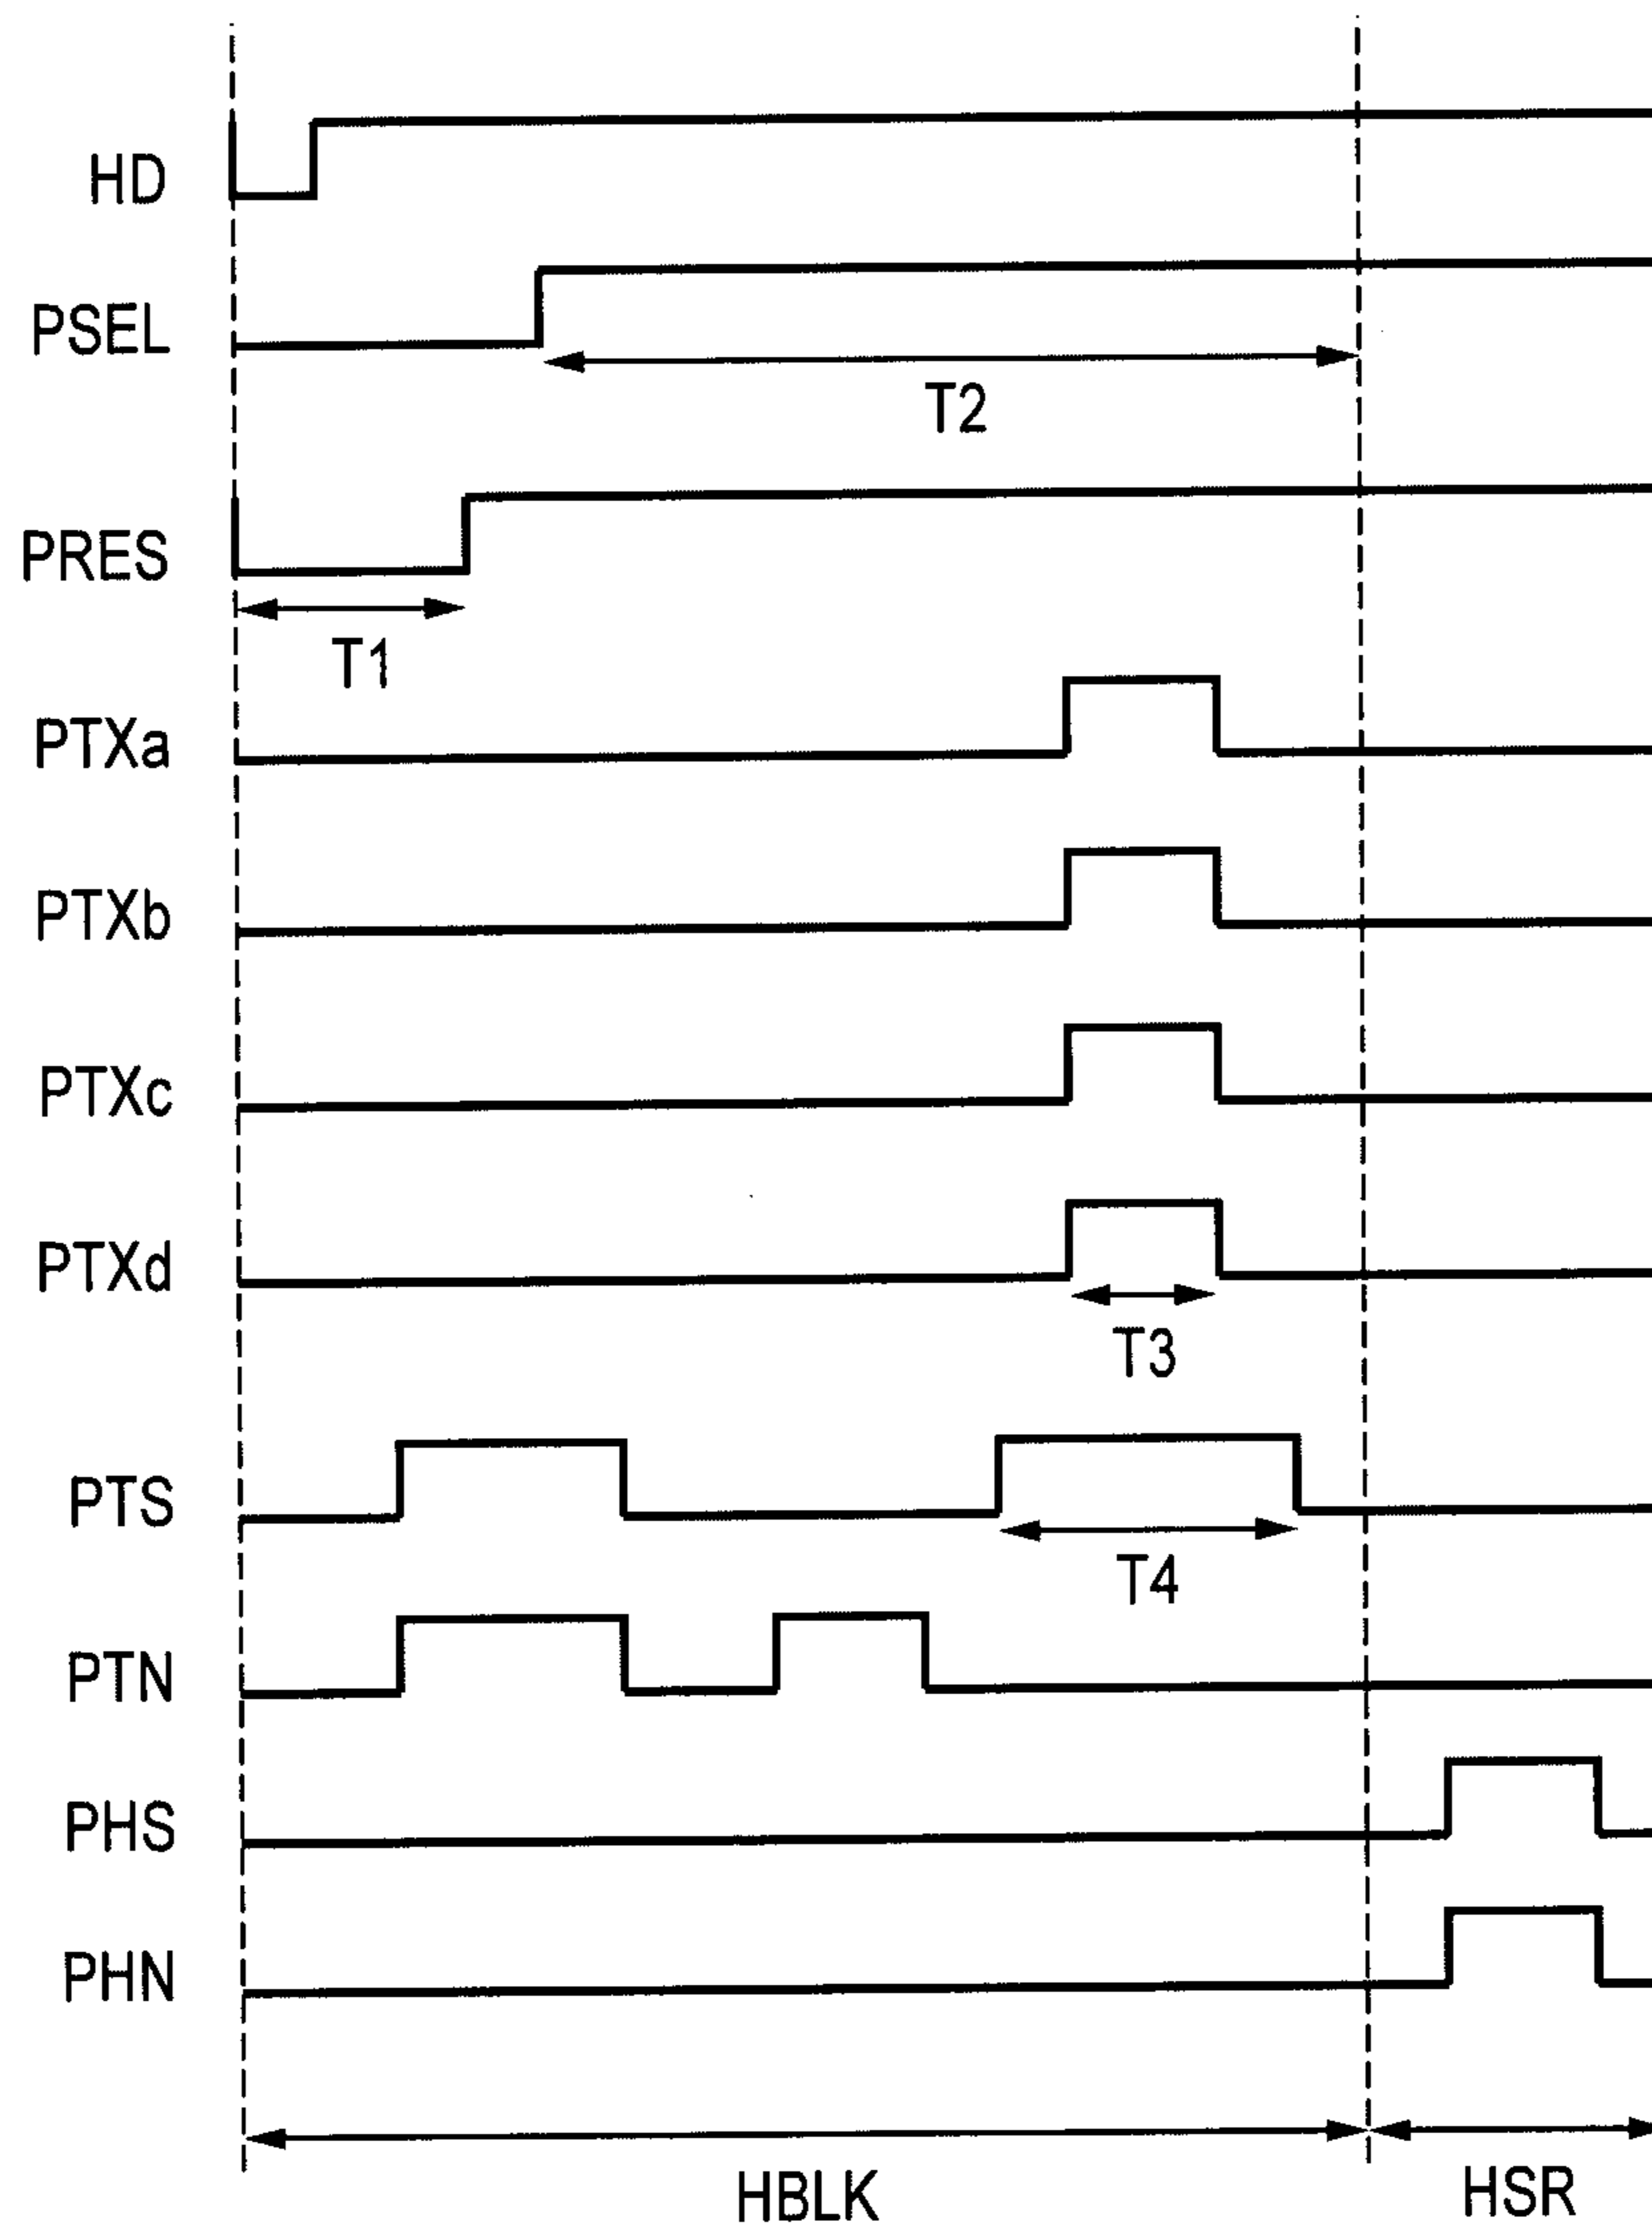 HD
PSEL
T2
PRES
T1
PTXa
PTXb
PTXc
PTXd
T3
PTS
T4
PTN
PHS
PHN
HBLK
HSR